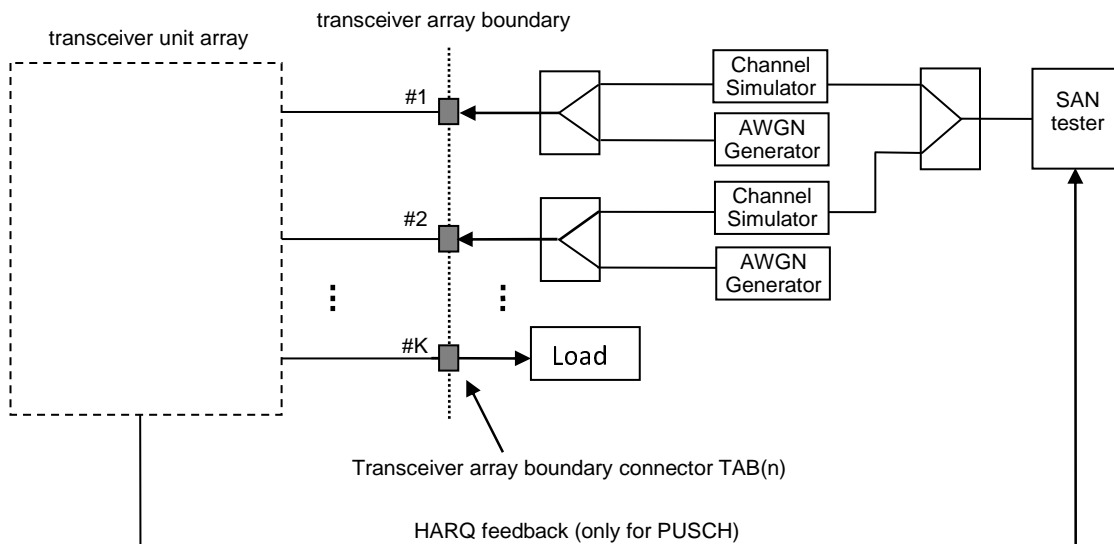 transceiver array boundary
transceiver unit array
#1
Channel
Simulator
AWGN
Generator
SAN
tester
#2
Channel
Simulator
AWGN
Generator
#K
Load
Transceiver array boundary connector TAB(n)
HARQ feedback (only for PUSCH)